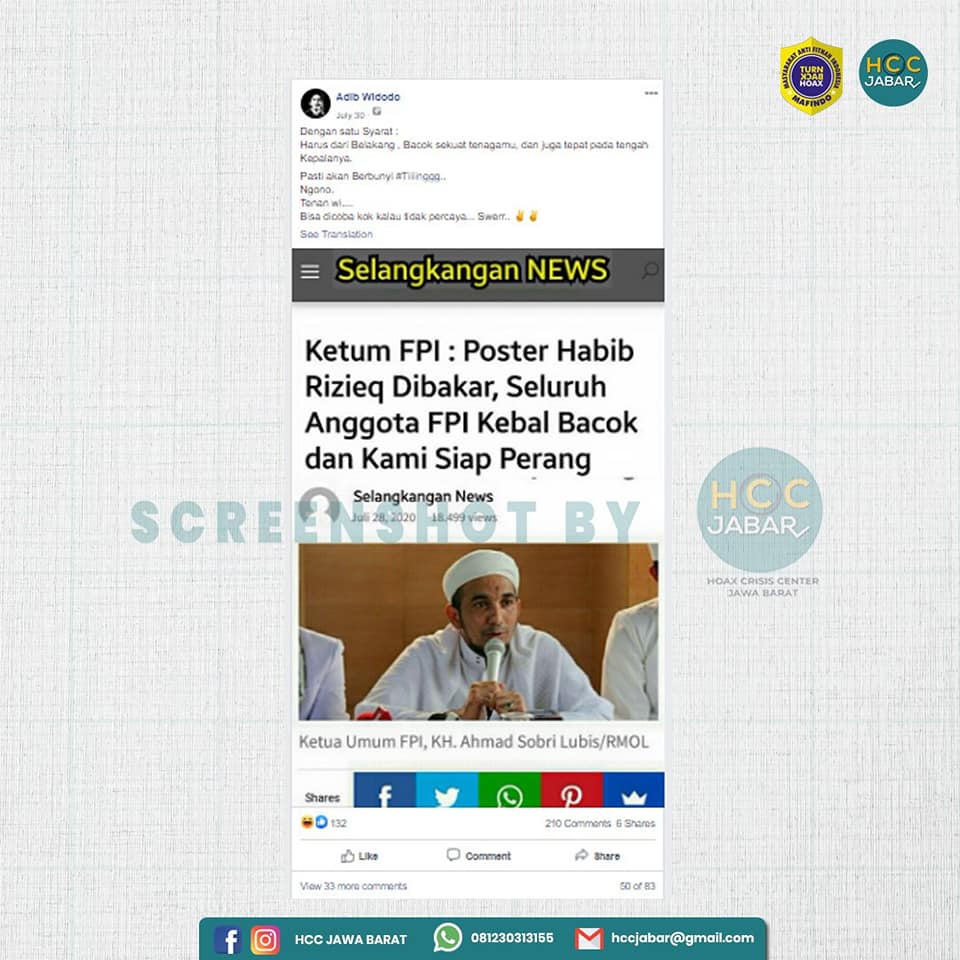 MASYARAKAT ANTI FITNAH INDONESIA
TURN
BACK
HOAX
MAFINDO
HCC
JABAR
Adib Widodo
July 30
Dengan satu Syarat :
Harus dari Belakang , Bacok sekuat tenagamu, dan juga tepat pada tengah
Kepalanya.
Pasti akan Berbunyi #Tiiiinggg..
Ngono.
Tenan wi,...
Bisa dicoba kok kalau tidak percaya... Swerr.. ✌✌
See Translation
Selangkangan NEWS
Ketum FPI : Poster Habib
Rizieq Dibakar, Seluruh
Anggota FPI Kebal Bacok
dan Kami Siap Perang
Selangkangan News
Juli 28, 2020 18.499 views
SCREENSHOT BY
HCC
JABAR
HOAX CRISIS CENTER
JAWA BARAT
Ketua Umum FPI, KH. Ahmad Sobri Lubis/RMOL
Shares
132
210 Comments 6 Shares
Like Comment Share
View 33 more comments
50 of 83
HCC JAWA BARAT 081230313155 hccjabar@gmail.com